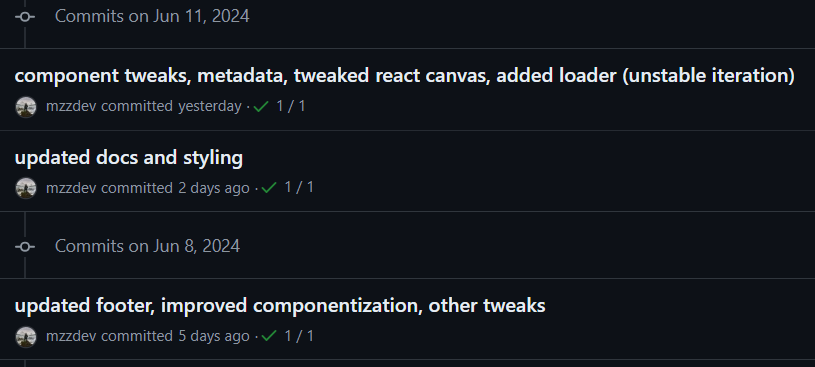 Commits on Jun 11, 2024
component tweaks, metadata, tweaked react canvas, added loader (unstable iteration)
mzzdev committed yesterday · 1 / 1
updated docs and styling
mzzdev committed 2 days ago · 1 / 1
Commits on Jun 8, 2024
updated footer, improved componentization, other tweaks
mzzdev committed 5 days ago · 1 / 1